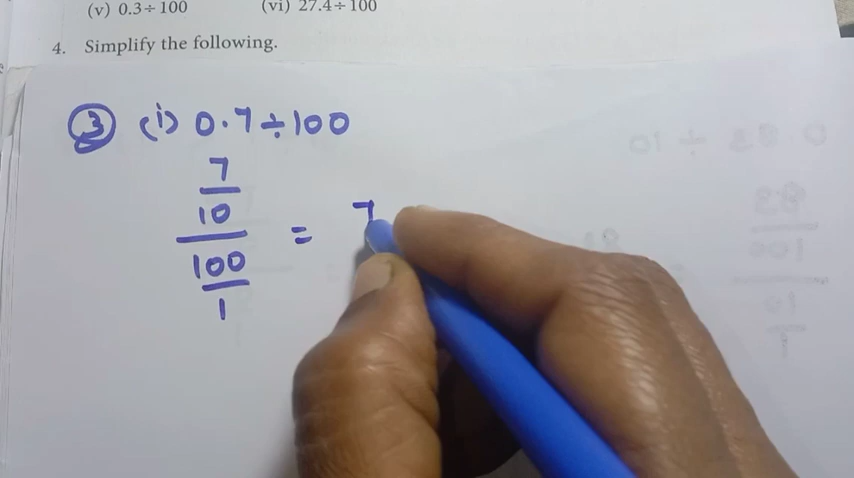 (v) 0.3÷100 (vi) 27.4÷100
4. Simplify the following.
3 (i) 0.7÷100
7
10
= 7
100
1